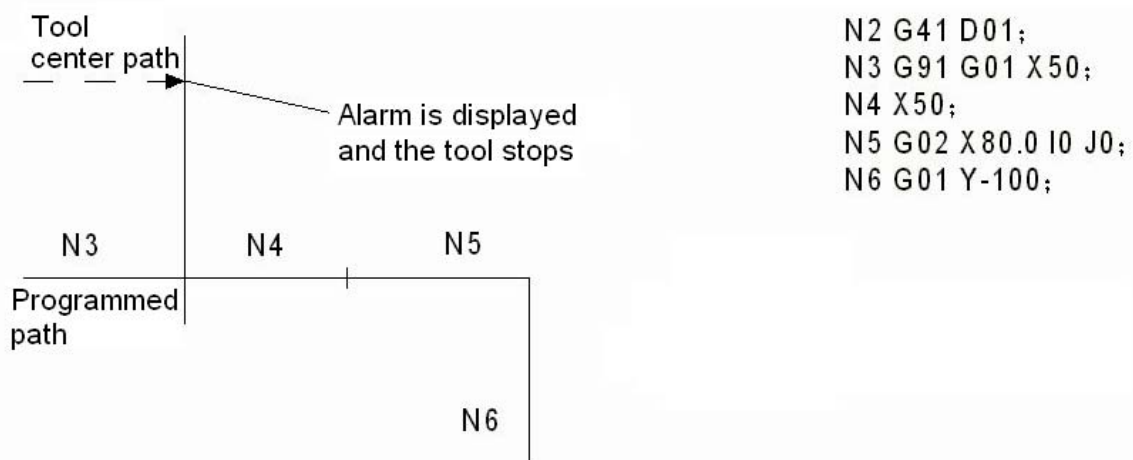 Tool
center path
Alarm is displayed
and the tool stops
N3
N4
N5
Programmed
path
N6
N2 G41 D01;
N3 G91 G01 X50;
N4 X50;
N5 G02 X80.0 I0 J0;
N6 G01 Y-100;